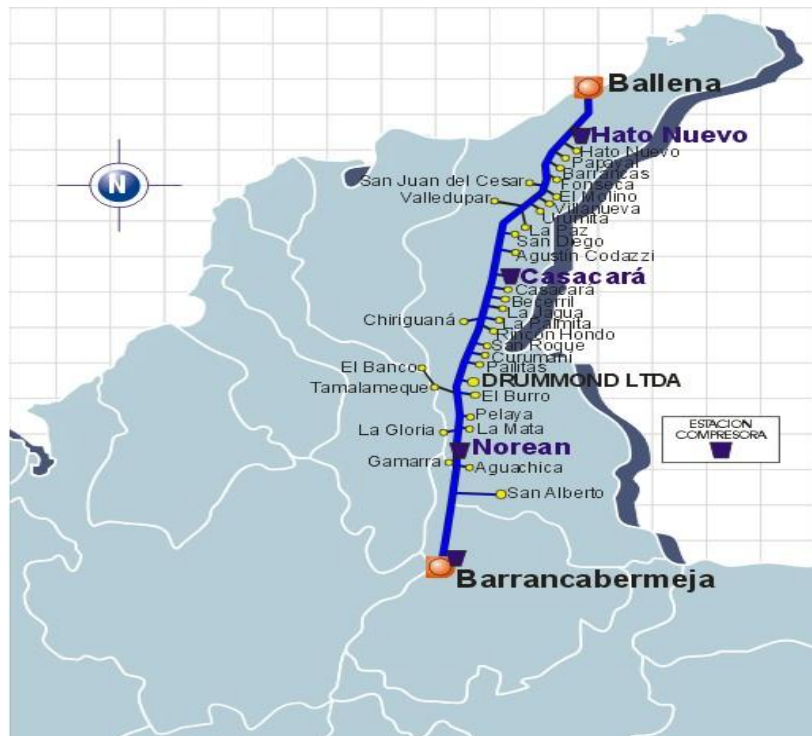 Ballena
Hato Nuevo
Hato Nuevo
Papayal
Barrancas
San Juan del Cesar
Fonseca
El Molino
Valledupar
Villanueva
Urumita
La Paz
San Diego
Agustín Codazzi
Casacará
Casacará
Becerril
La Jagua
Chiriguaná
La Palmita
Rincón Hondo
San Roque
Curumaní
El Banco
Pailitas
DRUMMOND LTDA
Tamalameque
El Burro
Pelaya
La Gloria
La Mata
Norean
Gamarra
Aguachica
San Alberto
Barrancabermeja
N
ESTACION
COMPRESORA